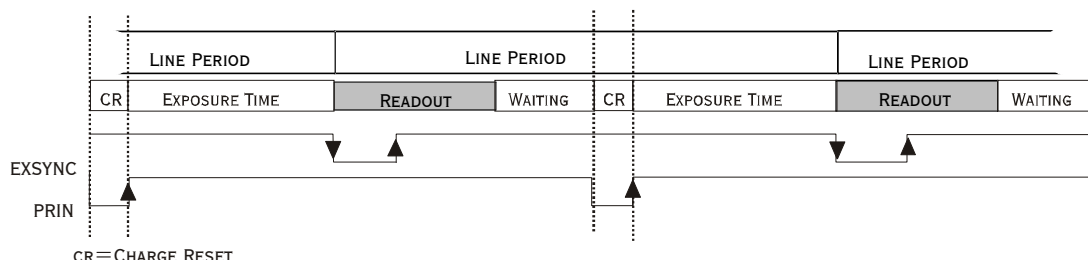 LINE PERIOD LINE PERIOD LINE PERIOD
CR EXPOSURE TIME READOUT WAITING CR EXPOSURE TIME READOUT WAITING
EXSYNC
PRIN
CR=CHARGE RESET